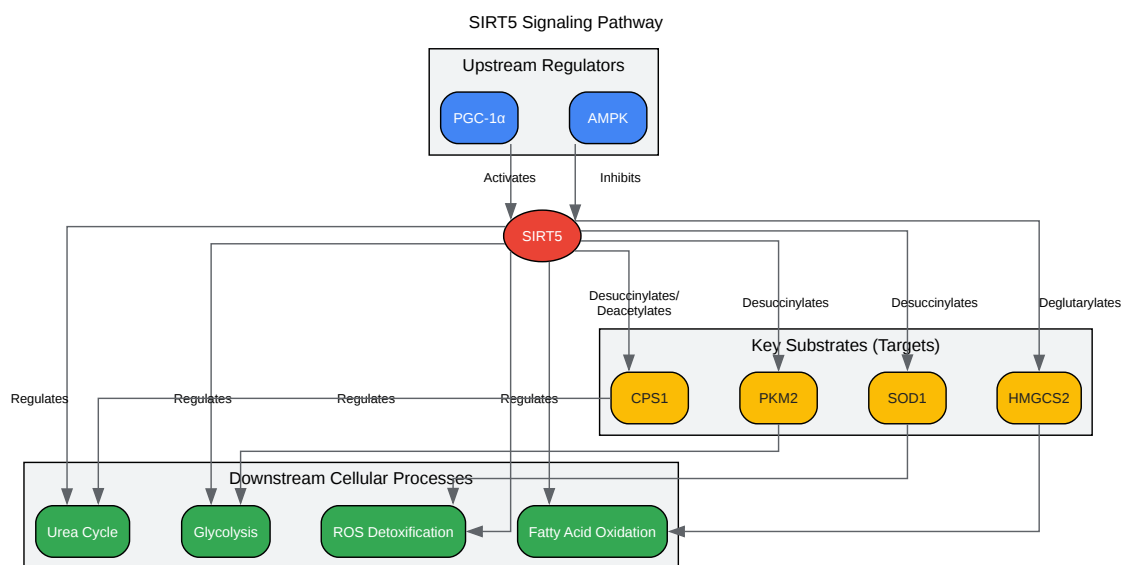 SIRT5 Signaling Pathway
Upstream Regulators
PGC-1α
AMPK
Activates
Inhibits
SIRT5
Desuccinylates/
Deacetylates
Desuccinylates
Desuccinylates
Deglutarylates
Key Substrates (Targets)
CPS1
PKM2
SOD1
HMGCS2
Regulates
Regulates
Regulates
Regulates
Downstream Cellular Processes
Urea Cycle
Glycolysis
ROS Detoxification
Fatty Acid Oxidation